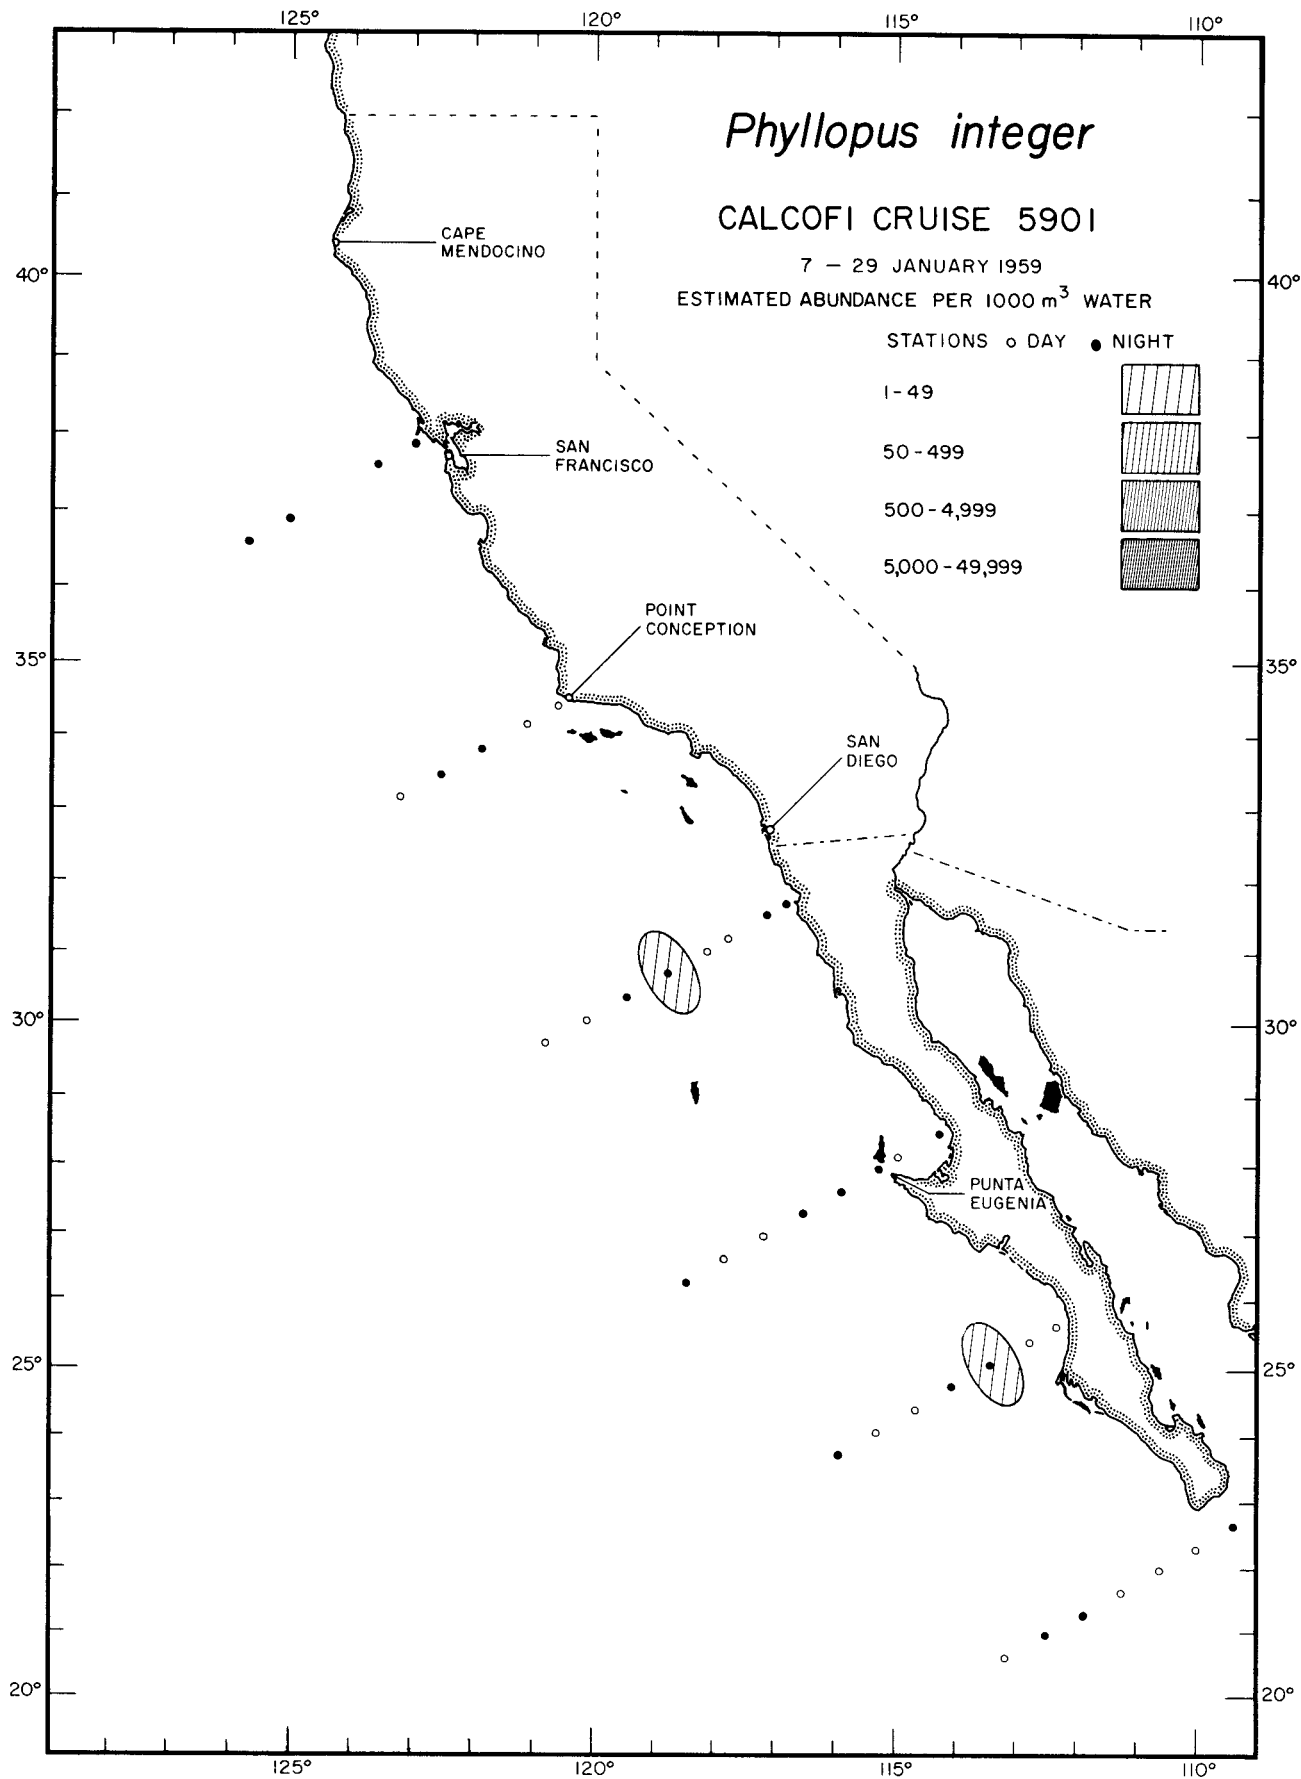 125° 120° 115° 110°
Phyllopus integer
CALCOFI CRUISE 5901
7 – 29 JANUARY 1959
ESTIMATED ABUNDANCE PER 1000 m³ WATER
STATIONS ○ DAY ● NIGHT
1-49
50-499
500-4,999
5,000-49,999
CAPE
MENDOCINO
40° 40°
SAN
FRANCISCO
POINT
CONCEPTION
35° 35°
SAN
DIEGO
30° 30°
PUNTA
EUGENIA
25° 25°
20° 20°
125° 120° 115° 110°